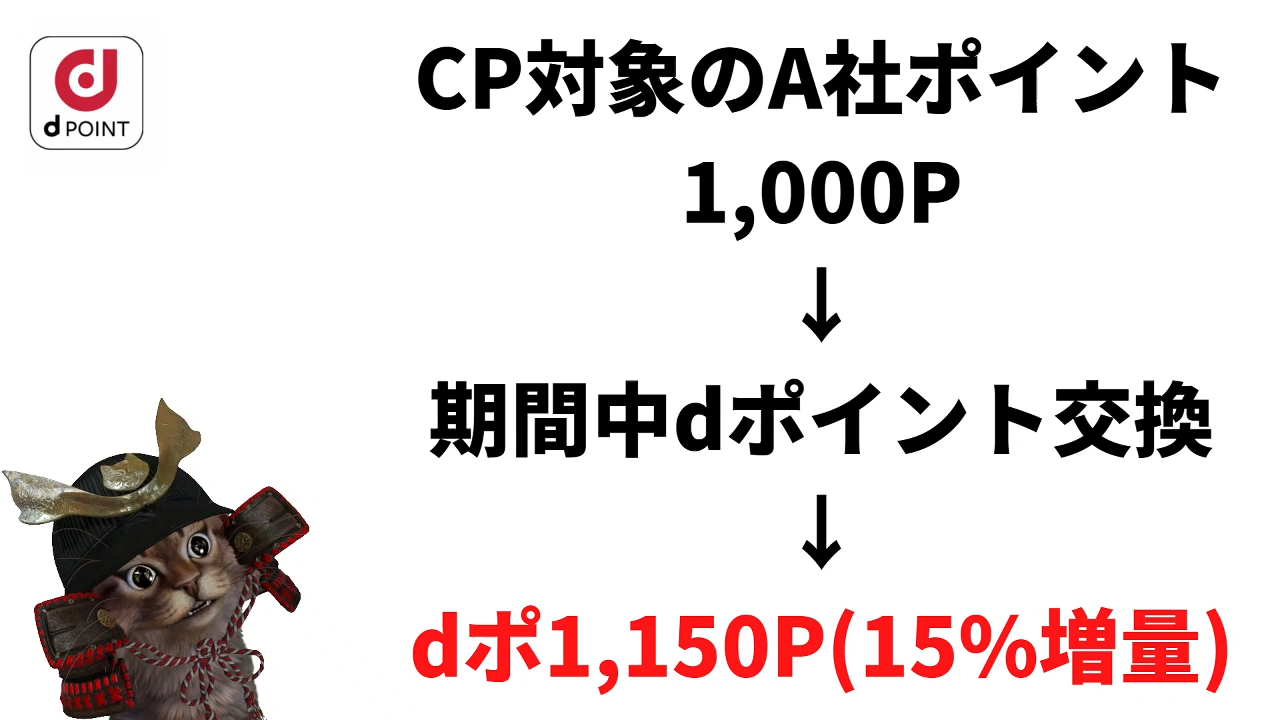 d POINT
CP対象のA社ポイント
1,000P
↓
期間中dポイント交換
↓
dポ1,150P(15%増量)